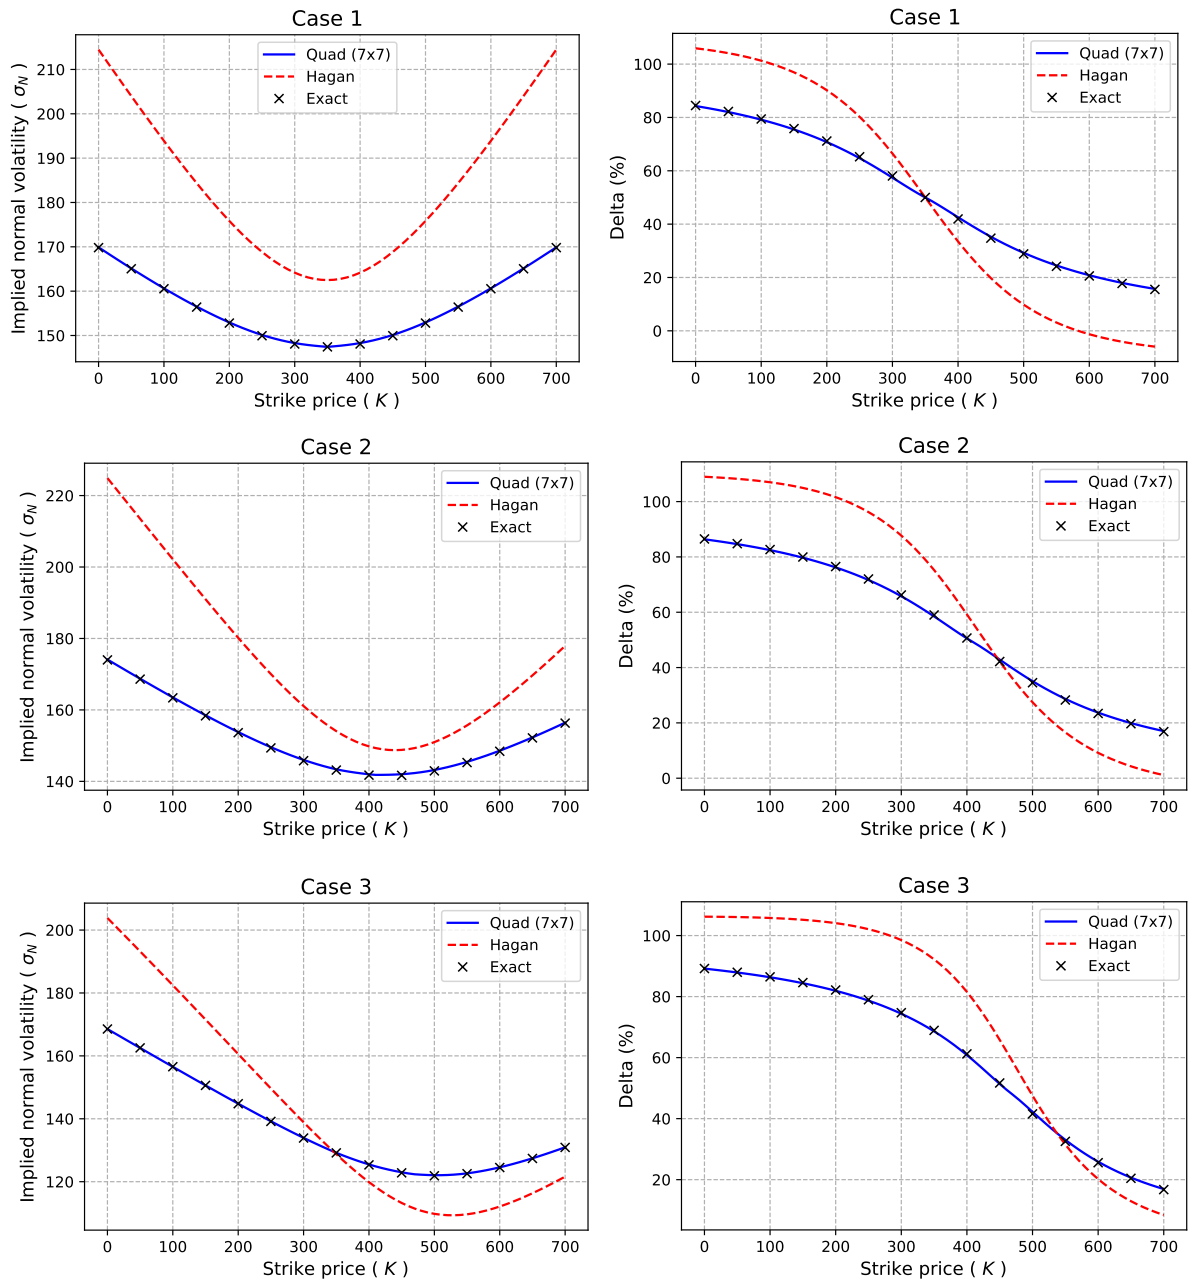 Case 1
Implied normal volatility ( σN )
210
200
190
180
170
160
150
Quad (7x7)
Hagan
Exact
0 100 200 300 400 500 600 700
Strike price ( K )
Case 1
Delta (%)
100
80
60
40
20
0
Quad (7x7)
Hagan
Exact
0 100 200 300 400 500 600 700
Strike price ( K )
Case 2
Implied normal volatility ( σN )
220
200
180
160
140
Quad (7x7)
Hagan
Exact
0 100 200 300 400 500 600 700
Strike price ( K )
Case 2
Delta (%)
100
80
60
40
20
0
Quad (7x7)
Hagan
Exact
0 100 200 300 400 500 600 700
Strike price ( K )
Case 3
Implied normal volatility ( σN )
200
180
160
140
120
Quad (7x7)
Hagan
Exact
0 100 200 300 400 500 600 700
Strike price ( K )
Case 3
Delta (%)
100
80
60
40
20
Quad (7x7)
Hagan
Exact
0 100 200 300 400 500 600 700
Strike price ( K )